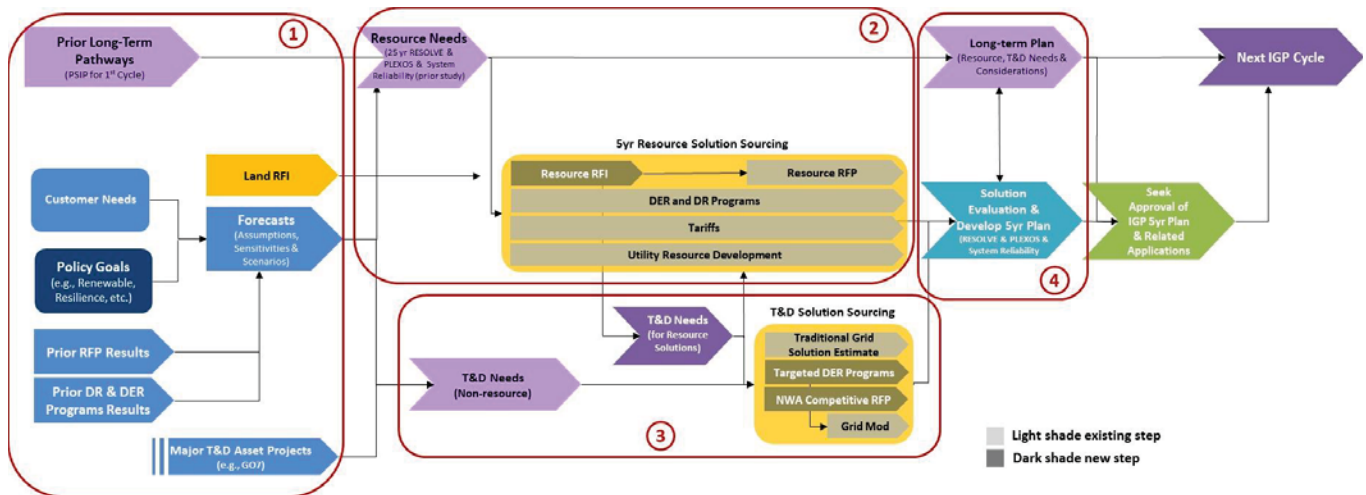 1
Prior Long-Term
Pathways
(PSIP for 1st Cycle)
Customer Needs
Policy Goals
(e.g., Renewable,
Resilience, etc.)
Land RFI
Forecasts
(Assumptions,
Sensitivities &
Scenarios)
Prior RFP Results
Prior DR & DER
Programs Results
Major T&D Asset Projects
(e.g., GO7)
2
Resource Needs
(25 yr RESOLVE &
PLEXOS & System
Reliability (prior study)
5yr Resource Solution Sourcing
Resource RFI
Resource RFP
DER and DR Programs
Tariffs
Utility Resource Development
T&D Needs
(for Resource
Solutions)
T&D Needs
(Non-resource)
3
T&D Solution Sourcing
Traditional Grid
Solution Estimate
Targeted DER Programs
NWA Competitive RFP
Grid Mod
Long-term Plan
(Resource, T&D Needs &
Considerations)
Solution
Evaluation &
Develop 5yr Plan
(RESOLVE & PLEXOS
& System Reliability
4
Next IGP Cycle
Seek
Approval of
IGP 5yr Plan
& Related
Applications
Light shade existing step
Dark shade new step